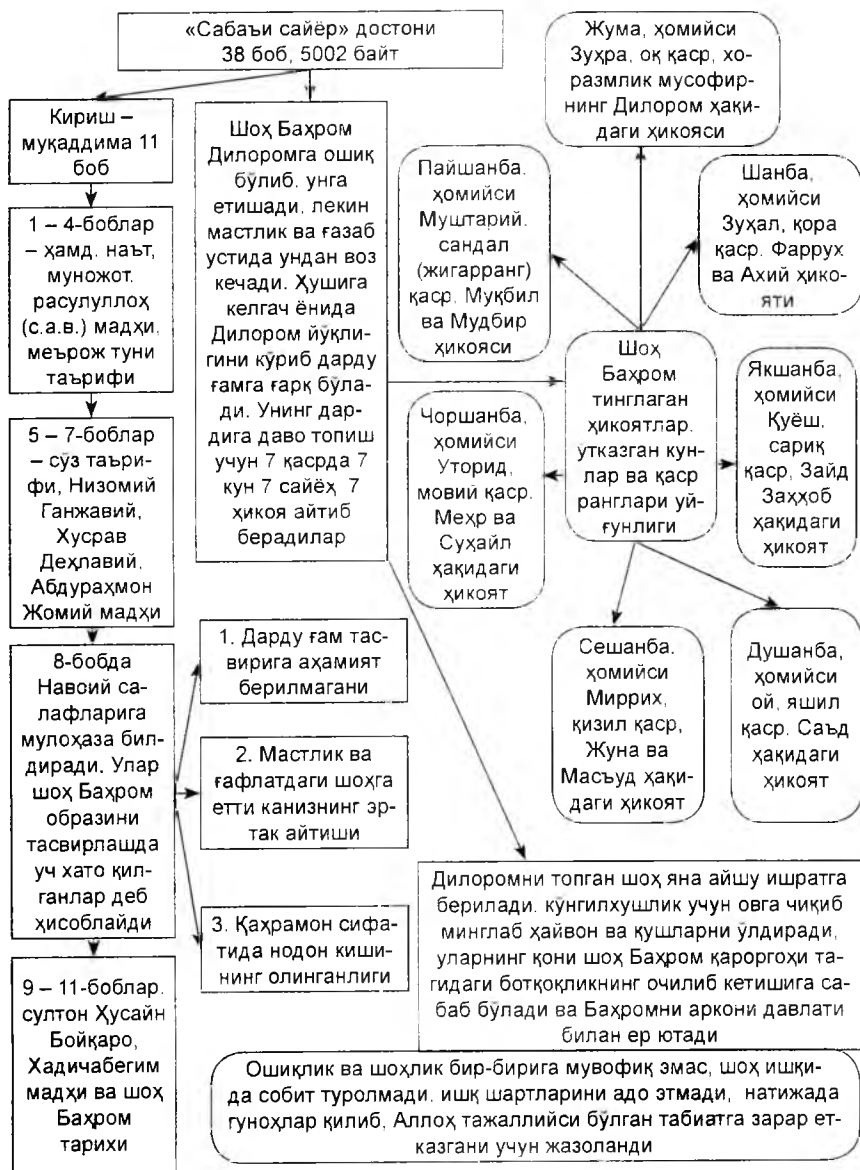 «Сабаъи сайёр» достони
38 боб, 5002 байт
Кириш –
муқаддима 11
боб
1 – 4-боблар
– ҳамд. наът,
муножот.
расулуллоҳ
(с.а.в.) мадҳи,
меърож туни
таърифи
5 – 7-боблар
– сўз таъри-
фи, Низомий
Ганжавий,
Хусрав
Деҳлавий,
Абдураҳмон
Жомий мадҳи
8-бобда
Навоий са-
лафларига
мулоҳаза бил-
диради. Улар
шоҳ Баҳром
образини
тасвирлашда
уч хато қил-
ганлар деб
ҳисоблайди
9 – 11-боблар.
султон Ҳусайн
Бойқаро,
Хадичабегим
мадҳи ва шоҳ
Баҳром
тарихи
Шоҳ Баҳром
Дилоромга ошиқ
бўлиб. унга
етишади. лекин
мастлик ва ғазаб
устида ундан воз
кечади. Ҳушига
келгач ёнида
Дилором йўқли-
гини кўриб дарду
ғамга ғарқ бўла-
ди. Унинг дар-
дига даво топиш
учун 7 қасрда 7
кун 7 сайёҳ 7
ҳикоя айтиб
берадилар
1. Дарду ғам тас-
вирига аҳамият
берилмагани
2. Мастлик ва
ғафлатдаги шоҳга
етти канизнинг эр-
так айтиши
3. Қаҳрамон сифа-
тида нодон киши-
нинг олинганлиги
Жума, ҳомийси
Зуҳра, оқ қаср, хо-
размлик мусофир-
нинг Дилором ҳақи-
даги ҳикояси
Пайшанба.
ҳомийси
Муштарий.
сандал
(жигарранг)
қаср. Муқбил
ва Мудбир
ҳикояси
Шанба,
ҳомийси
Зуҳал, қора
қаср. Фаррух
ва Ахий ҳико-
яти
Шоҳ
Баҳром
тинглаган
ҳикоятлар.
ўтказган кун-
лар ва қаср
ранглари уй-
ғунлиги
Чоршанба,
ҳомийси
Уторид,
мовий қаср.
Меҳр ва
Суҳайл
ҳақидаги
ҳикоят
Якшанба,
ҳомийси
Қуёш,
сариқ
қаср, Зайд
Заҳҳоб
ҳақидаги
ҳикоят
Сешанба.
ҳомийси
Миррих,
қизил қаср,
Жуна ва
Масъуд ҳақи-
даги ҳикоят
Душанба,
ҳомийси
ой, яшил
қаср. Саъд
ҳақидаги
ҳикоят
Дилоромни топган шоҳ яна айшу ишратга
берилади. кўнгилхушлик учун овга чиқиб
минглаб ҳайвон ва қушларни ўлдиради,
уларнинг қони шоҳ Баҳром қароргоҳи та-
гидаги ботқоқликнинг очилиб кетишига са-
баб бўлади ва Баҳромни аркони давлати
билан ер ютади
Ошиқлик ва шоҳлик бир-бирига мувофиқ эмас, шоҳ ишқи-
да собит туролмади. ишқ шартларини адо этмади, натижада
гуноҳлар қилиб, Аллоҳ тажаллийси бўлган табиатга зарар ет-
казгани учун жазоланди